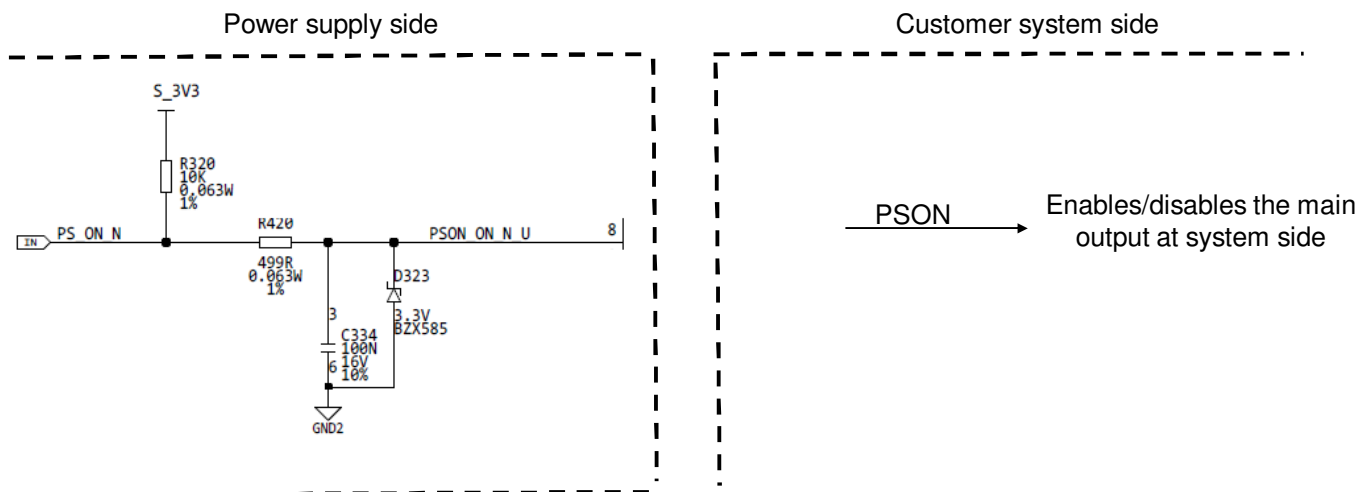 Power supply side
Customer system side
S_3V3
R320
10K
0.063W
1%
IN
PS_ON_N
R420
499R
0.063W
1%
PSON_ON_N_U
8
D323
3.3V
BZX585
3
C334
100N
16V
6
10%
GND2
PSON
Enables/disables the main
output at system side